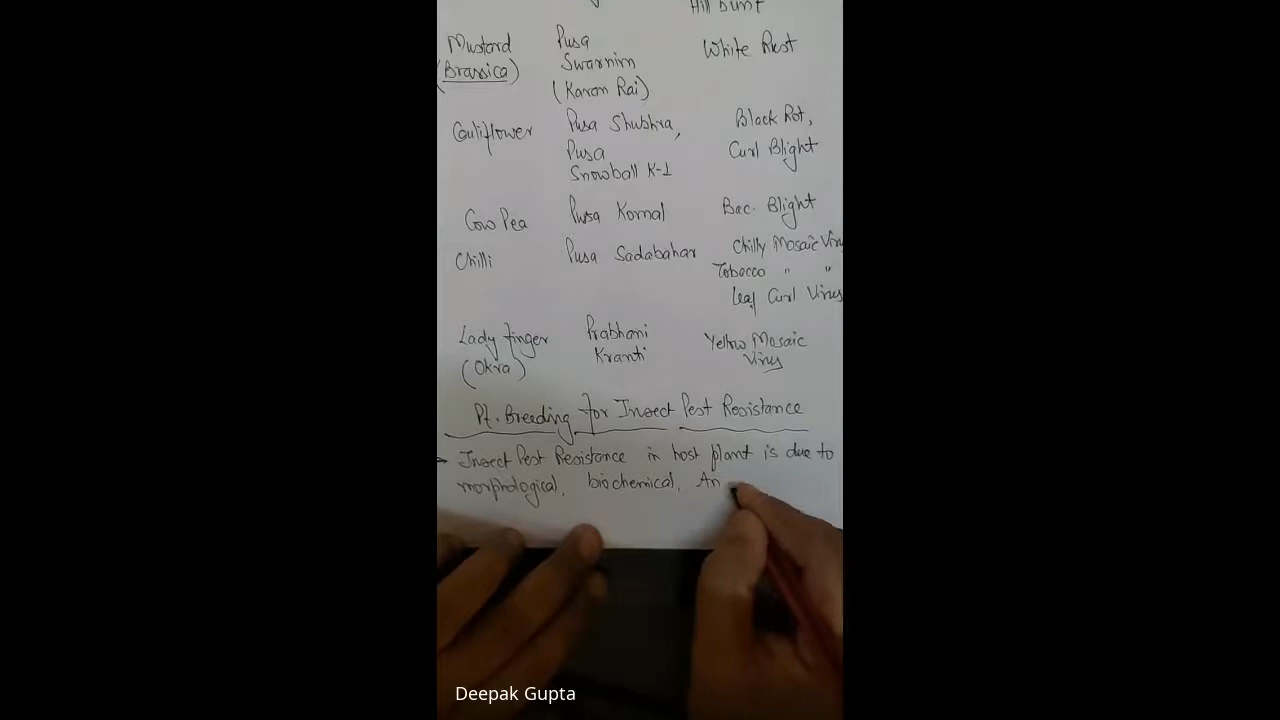 Hill Bunt
Mustard Pusa White Rust
(Brassica) Swarnim
(Karan Rai)
Cauliflower Pusa Shubhra, Black Rot,
Pusa Curl Blight
Snowball K-1
Cow Pea Pusa Komal Bac. Blight
Chilli Pusa Sadabahar Chilly Mosaic Viru
Tobacco " "
Leaf Curl Virus
Lady finger Prabhani Yellow Mosaic
(Okra) Kranti Virus
Pt. Breeding for Insect Pest Resistance
→ Insect Pest Resistance in host plant is due to
morphological, biochemical, An
Deepak Gupta